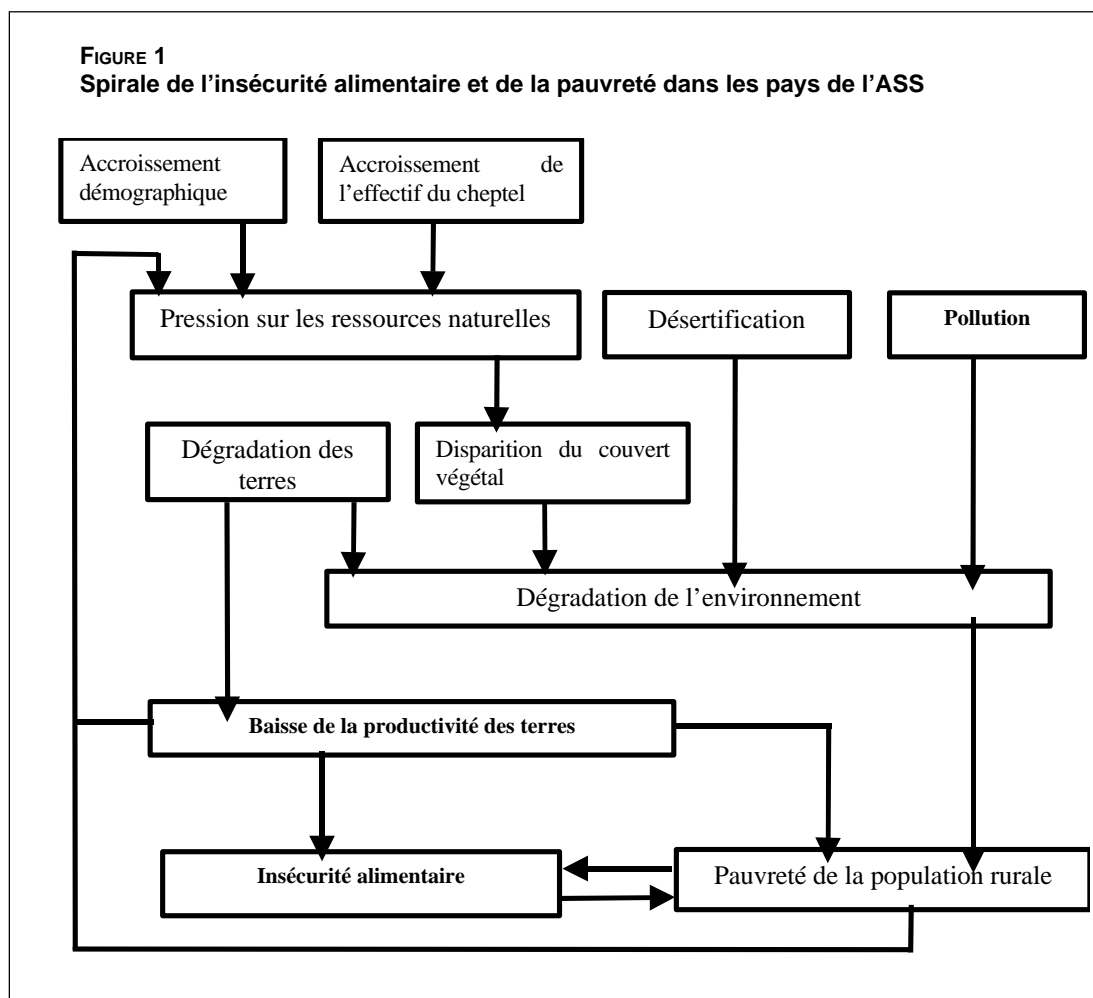 FIGURE 1
Spirale de l’insécurité alimentaire et de la pauvreté dans les pays de l’ASS
Accroissement
démographique
Accroissement de
l’effectif du cheptel
Pression sur les ressources naturelles
Désertification
Pollution
Dégradation des
terres
Disparition du couvert
végétal
Dégradation de l’environnement
Baisse de la productivité des terres
Insécurité alimentaire
Pauvreté de la population rurale